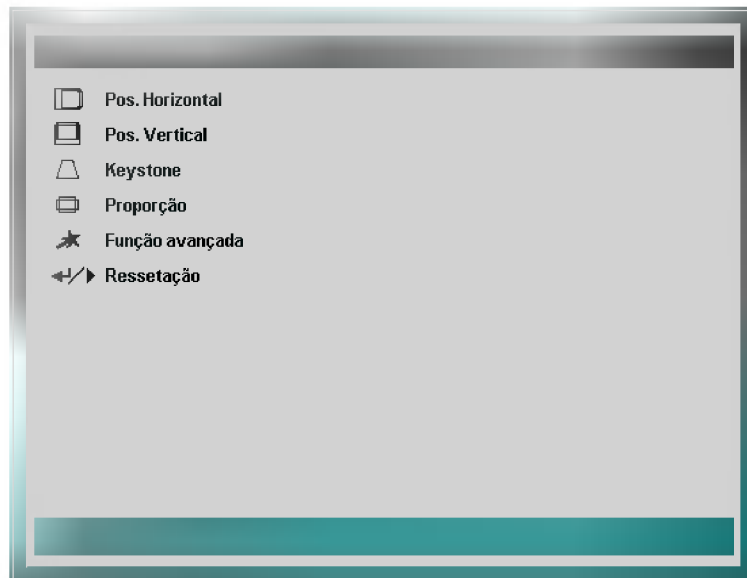 Pos. Horizontal
Pos. Vertical
Keystone
Proporção
Função avançada
Ressetação